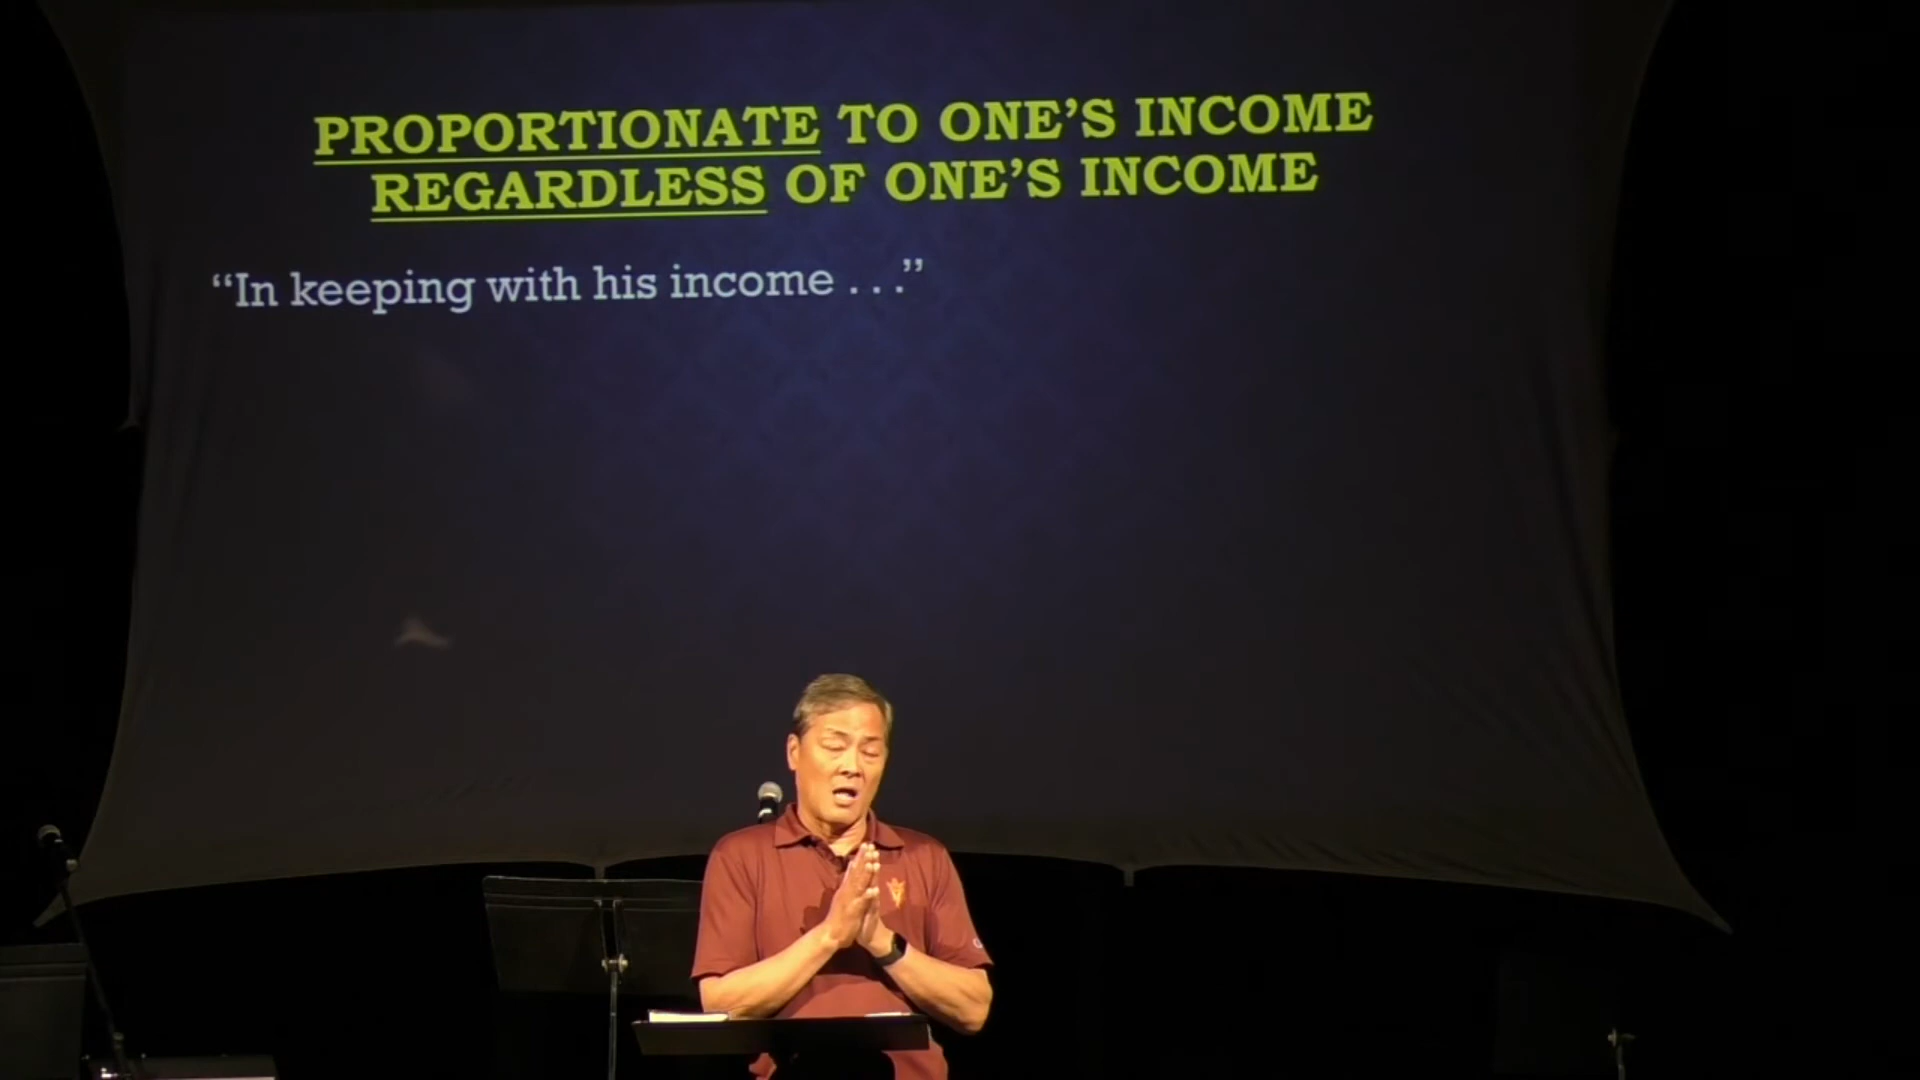 PROPORTIONATE TO ONE’S INCOME
REGARDLESS OF ONE’S INCOME
“In keeping with his income . . .”